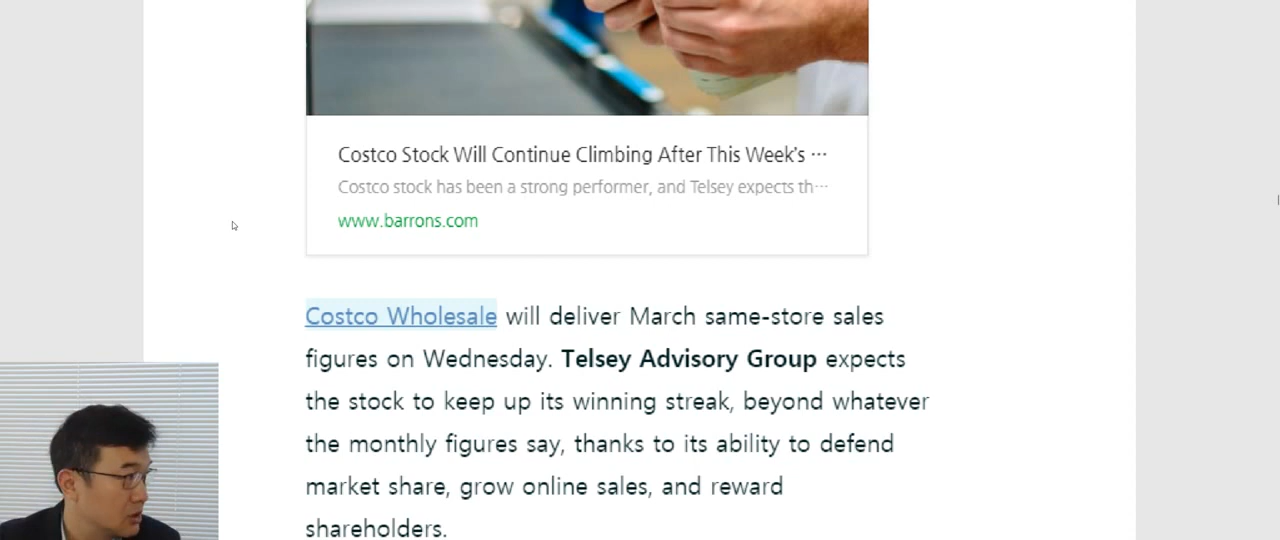 Costco Stock Will Continue Climbing After This Week's ···
Costco stock has been a strong performer, and Telsey expects th···
www.barrons.com
Costco Wholesale will deliver March same-store sales
figures on Wednesday. Telsey Advisory Group expects
the stock to keep up its winning streak, beyond whatever
the monthly figures say, thanks to its ability to defend
market share, grow online sales, and reward
shareholders.